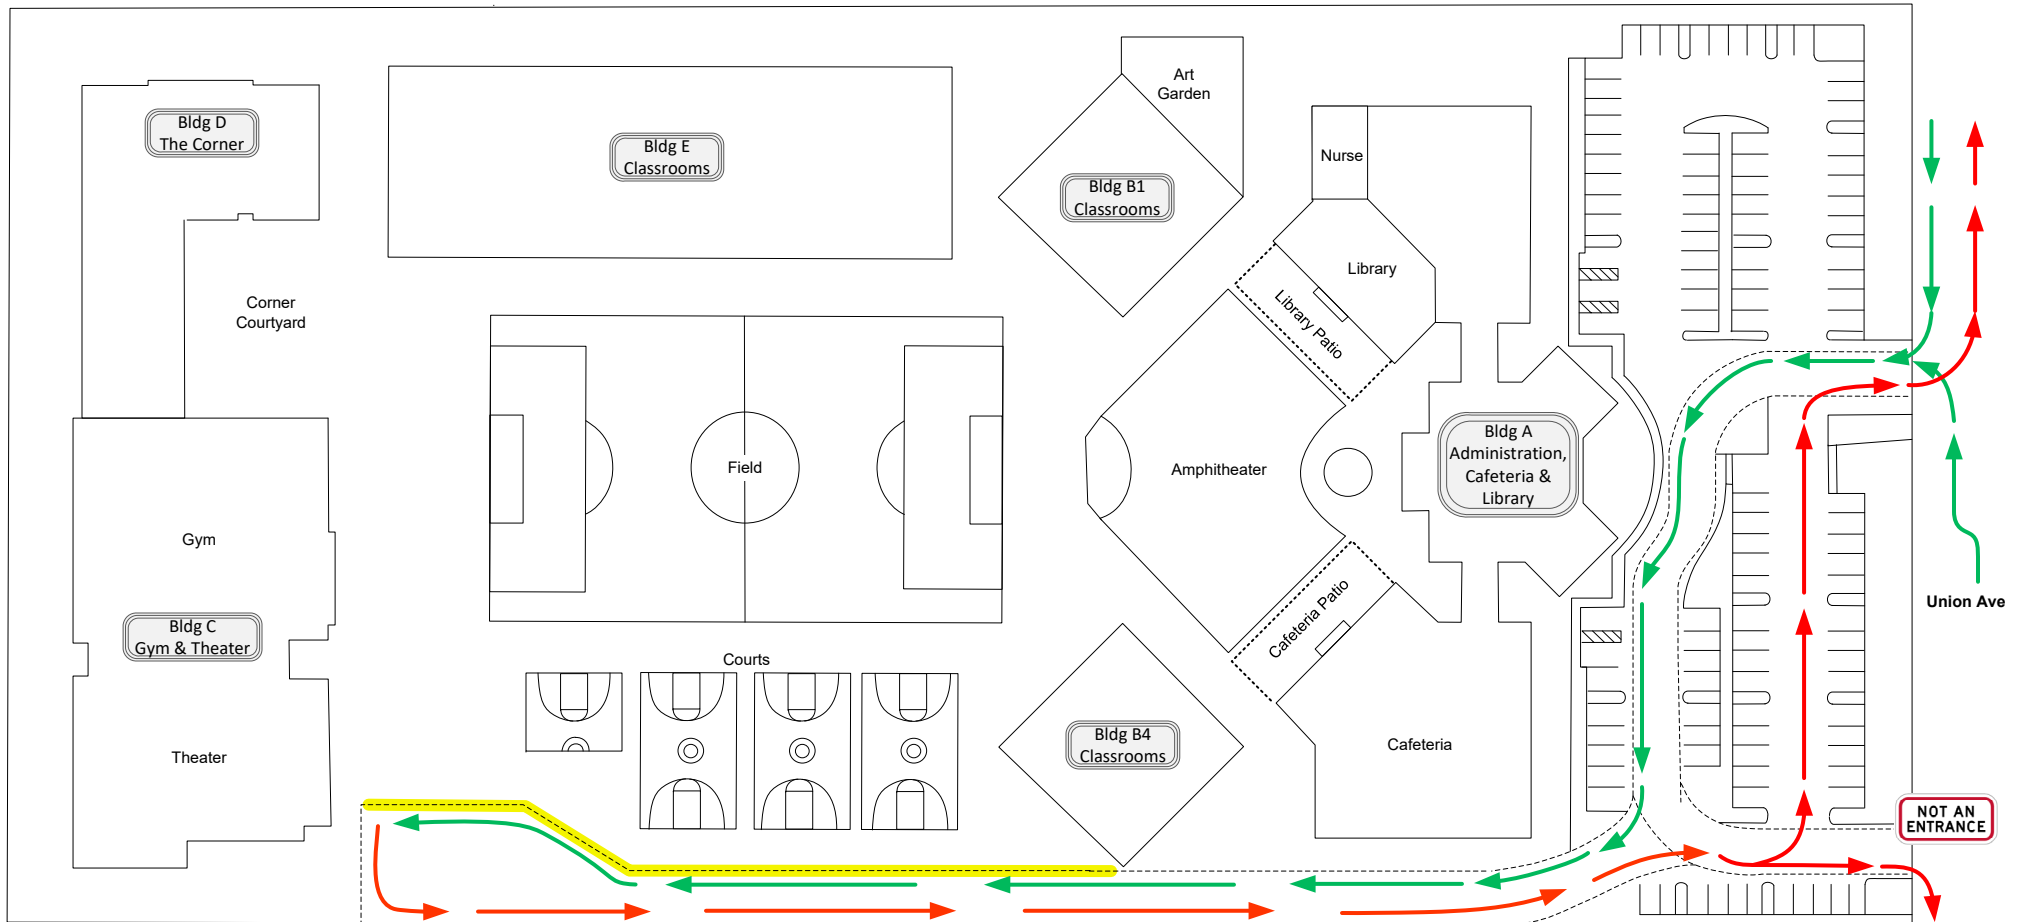 Bldg D
The Corner
Bldg E
Classrooms
Art
Garden
Bldg B1
Classrooms
Nurse
Library
Library Patio
Corner
Courtyard
Field
Amphitheater
Bldg A
Administration,
Cafeteria &
Library
Gym
Bldg C
Gym & Theater
Theater
Courts
Cafeteria Patio
Bldg B4
Classrooms
Cafeteria
Union Ave
NOT AN
ENTRANCE